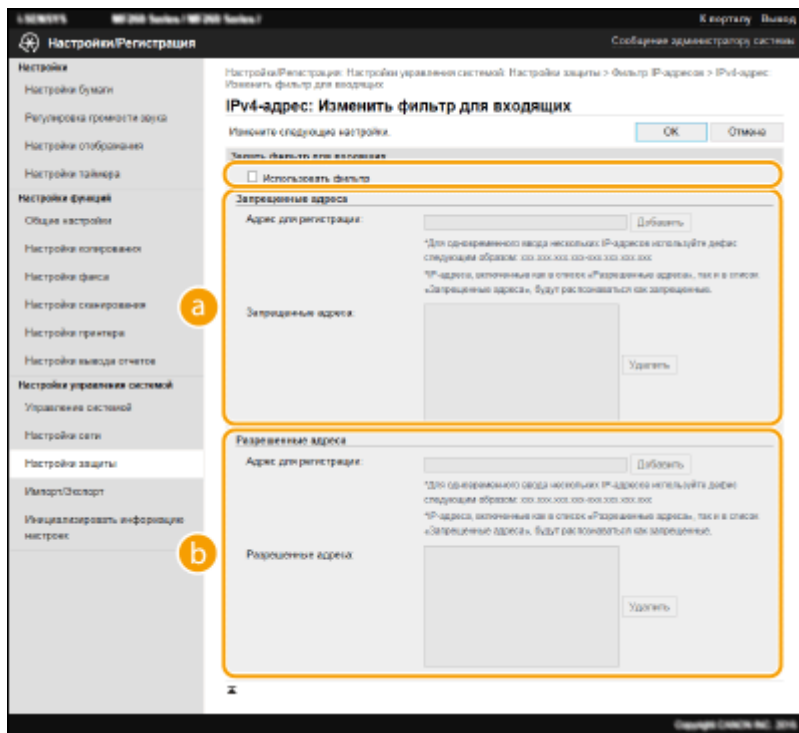 i-SENSYS
К порталу Выход
Настройки/Регистрация
Сообщение администратору системы
Настройки
Настройки бумаги
Регулировка громкости звука
Настройки отображения
Настройки таймера
Настройки функций
Общие настройки
Настройки копирования
Настройки факса
Настройки сканирования
Настройки принтера
Настройки вывода отчетов
Настройки управления системой
Управление системой
Настройки сети
Настройки защиты
Импорт/Экспорт
Инициализировать информацию
настроек
Настройки/Регистрация: Настройки управления системой: Настройки защиты > Фильтр IP-адресов > IPv4-адрес:
Изменить фильтр для входящих
IPv4-адрес: Изменить фильтр для входящих
Измените следующие настройки.
OK Отмена
Задать фильтр для входящих
Использовать фильтр
a
Запрещенные адреса
Адрес для регистрации:
Добавить
*Для одновременного ввода нескольких IP-адресов используйте дефис
следующим образом: xxx.xxx.xxx.xxx-xxx.xxx.xxx.xxx
*IP-адреса, включенные как в список «Разрешенные адреса», так и в список
«Запрещенные адреса», будут распознаваться как запрещенные.
Запрещенные адреса:
Удалить
b
Разрешенные адреса
Адрес для регистрации:
Добавить
*Для одновременного ввода нескольких IP-адресов используйте дефис
следующим образом: xxx.xxx.xxx.xxx-xxx.xxx.xxx.xxx
*IP-адреса, включенные как в список «Разрешенные адреса», так и в список
«Запрещенные адреса», будут распознаваться как запрещенные.
Разрешенные адреса:
Удалить
Copyright CANON INC.